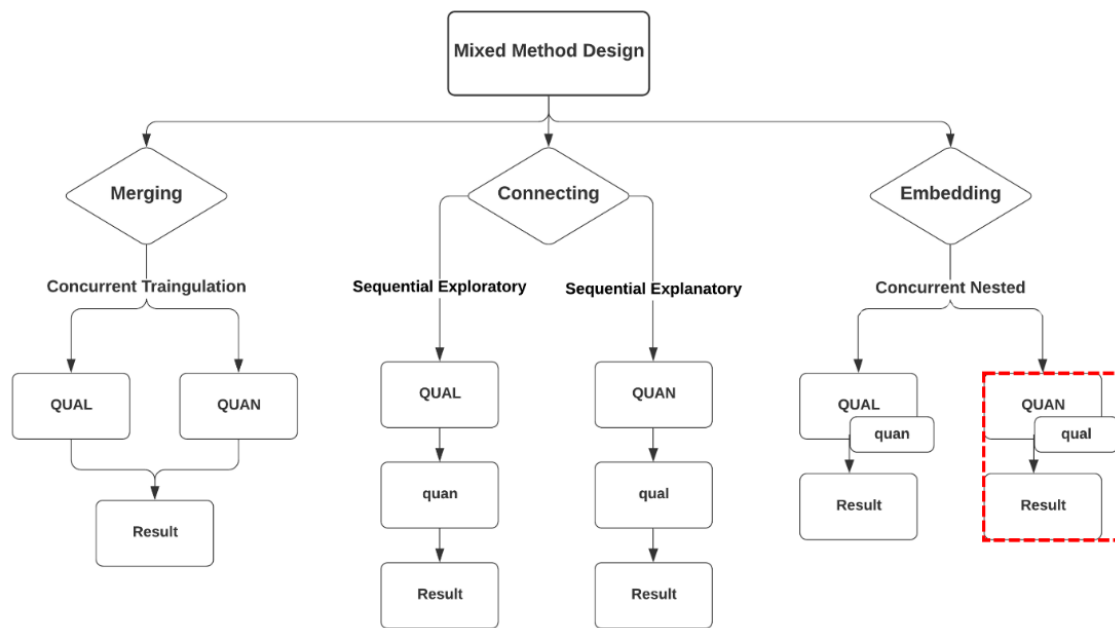 Mixed Method Design
Merging
Connecting
Embedding
Concurrent Traingulation
Sequential Exploratory
Sequential Explanatory
Concurrent Nested
QUAL
QUAN
Result
QUAL
quan
Result
QUAN
qual
Result
QUAL
quan
Result
QUAN
qual
Result